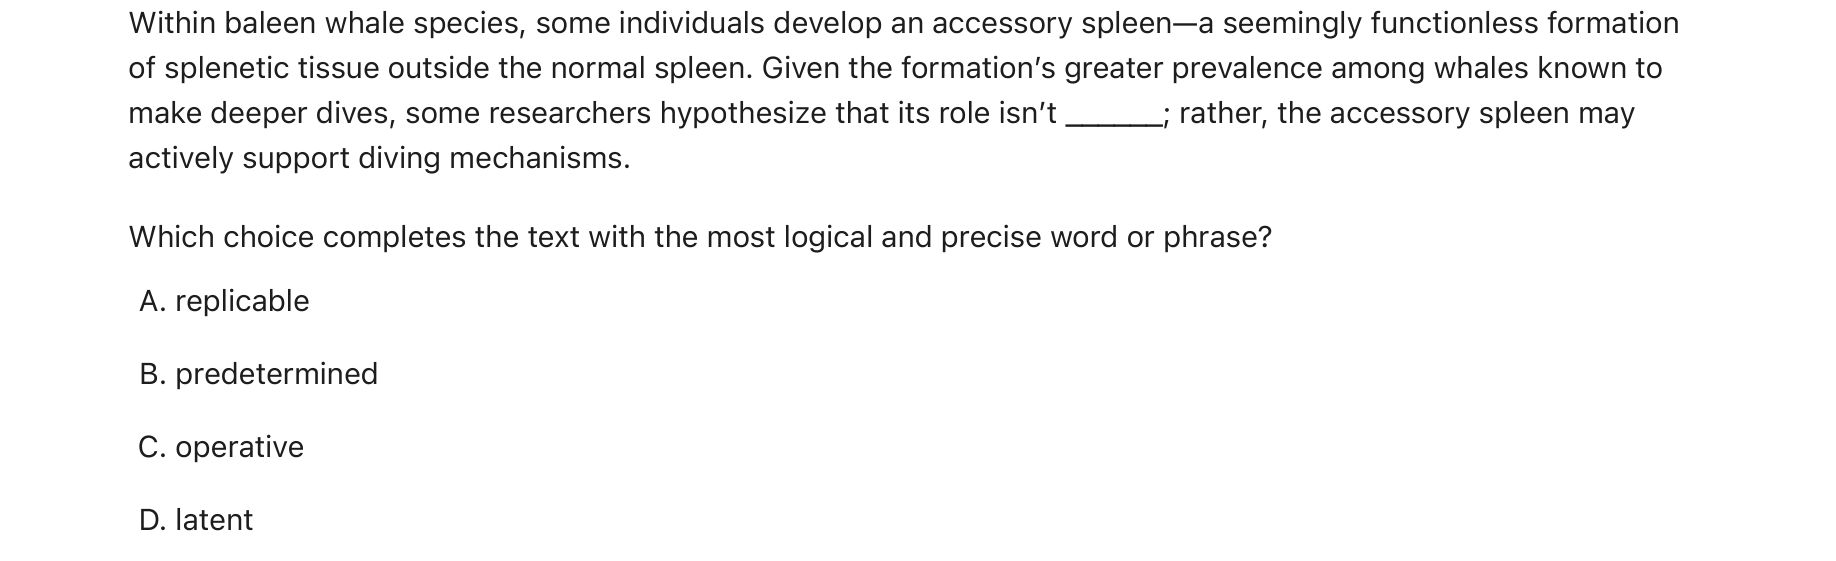 Within baleen whale species, some individuals develop an accessory spleen—a seemingly functionless formation
of splenetic tissue outside the normal spleen. Given the formation’s greater prevalence among whales known to
make deeper dives, some researchers hypothesize that its role isn’t ______; rather, the accessory spleen may
actively support diving mechanisms.
Which choice completes the text with the most logical and precise word or phrase?
A. replicable
B. predetermined
C. operative
D. latent